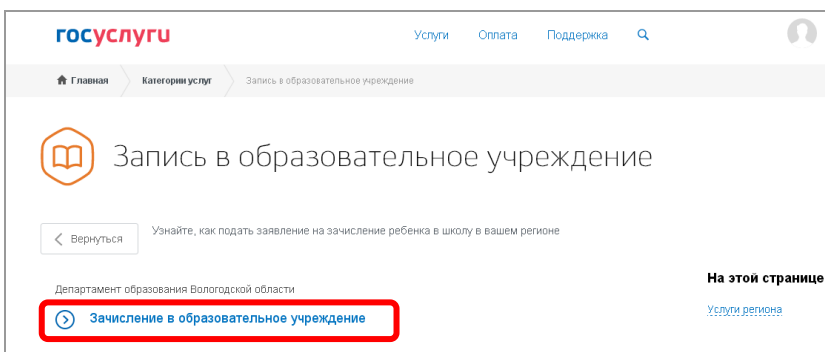 госуслуги
Услуги Оплата Поддержка
Главная Категории услуг Запись в образовательное учреждение
Запись в образовательное учреждение
Вернуться
Узнайте, как подать заявление на зачисление ребенка в школу в вашем регионе
На этой странице
Департамент образования Вологодской области
Зачисление в образовательное учреждение
Услуги региона